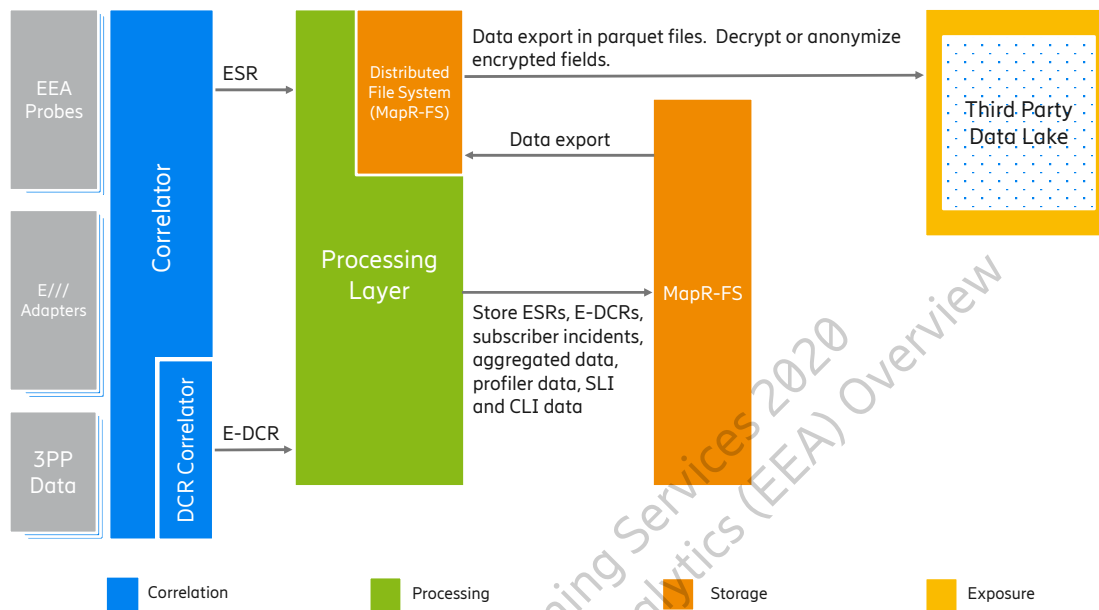 EEA
Probes
E///
Adapters
3PP
Data
Correlator
DCR Correlator
ESR
E-DCR
Processing
Layer
Distributed
File System
(MapR-FS)
Data export in parquet files. Decrypt or anonymize
encrypted fields.
Data export
Store ESRs, E-DCRs,
subscriber incidents,
aggregated data,
profiler data, SLI
and CLI data
MapR-FS
Third Party
Data Lake
ning Services 2020
alytics (EEA) Overview
Correlation
Processing
Storage
Exposure